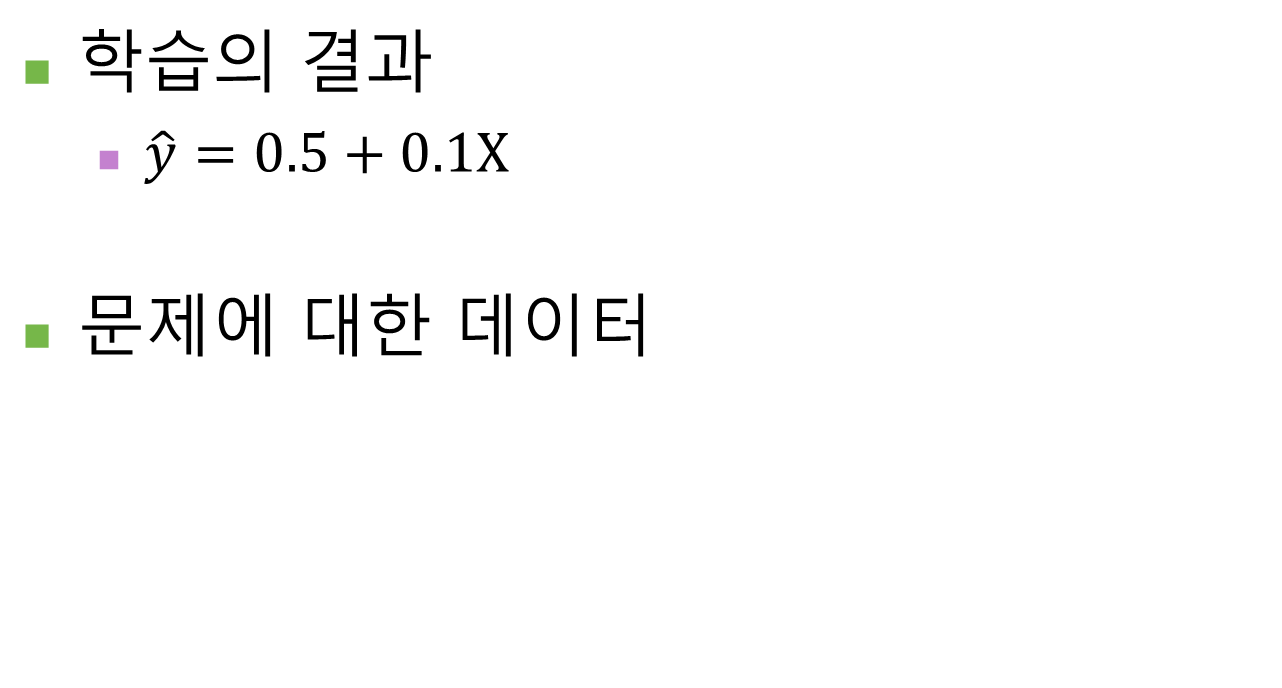 학습의 결과
ŷ = 0.5 + 0.1X
문제에 대한 데이터